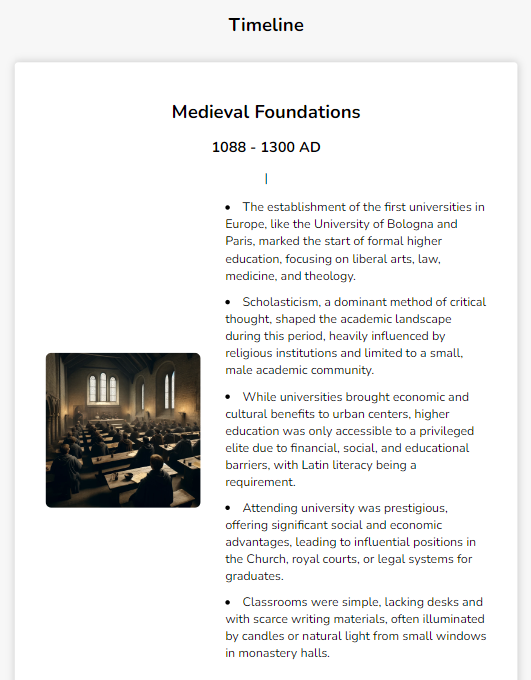 Timeline
Medieval Foundations
1088 - 1300 AD
• The establishment of the first universities in
Europe, like the University of Bologna and
Paris, marked the start of formal higher
education, focusing on liberal arts, law,
medicine, and theology.
• Scholasticism, a dominant method of critical
thought, shaped the academic landscape
during this period, heavily influenced by
religious institutions and limited to a small,
male academic community.
• While universities brought economic and
cultural benefits to urban centers, higher
education was only accessible to a privileged
elite due to financial, social, and educational
barriers, with Latin literacy being a
requirement.
• Attending university was prestigious,
offering significant social and economic
advantages, leading to influential positions in
the Church, royal courts, or legal systems for
graduates.
• Classrooms were simple, lacking desks and
with scarce writing materials, often illuminated
by candles or natural light from small windows
in monastery halls.